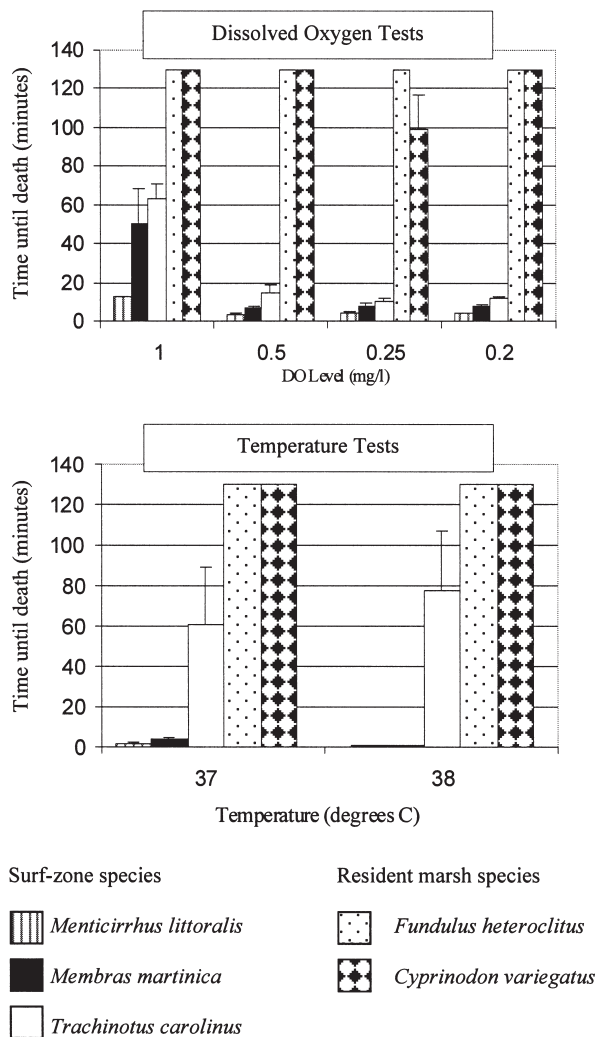 Dissolved Oxygen Tests
Time until death (minutes)
140
120
100
80
60
40
20
0
1 0.5 0.25 0.2
DO Level (mg/l)
Temperature Tests
Time until death (minutes)
140
120
100
80
60
40
20
0
37 38
Temperature (degrees C)
Surf-zone species
Menticirrhus littoralis
Membras martinica
Trachinotus carolinus
Resident marsh species
Fundulus heteroclitus
Cyprinodon variegatus